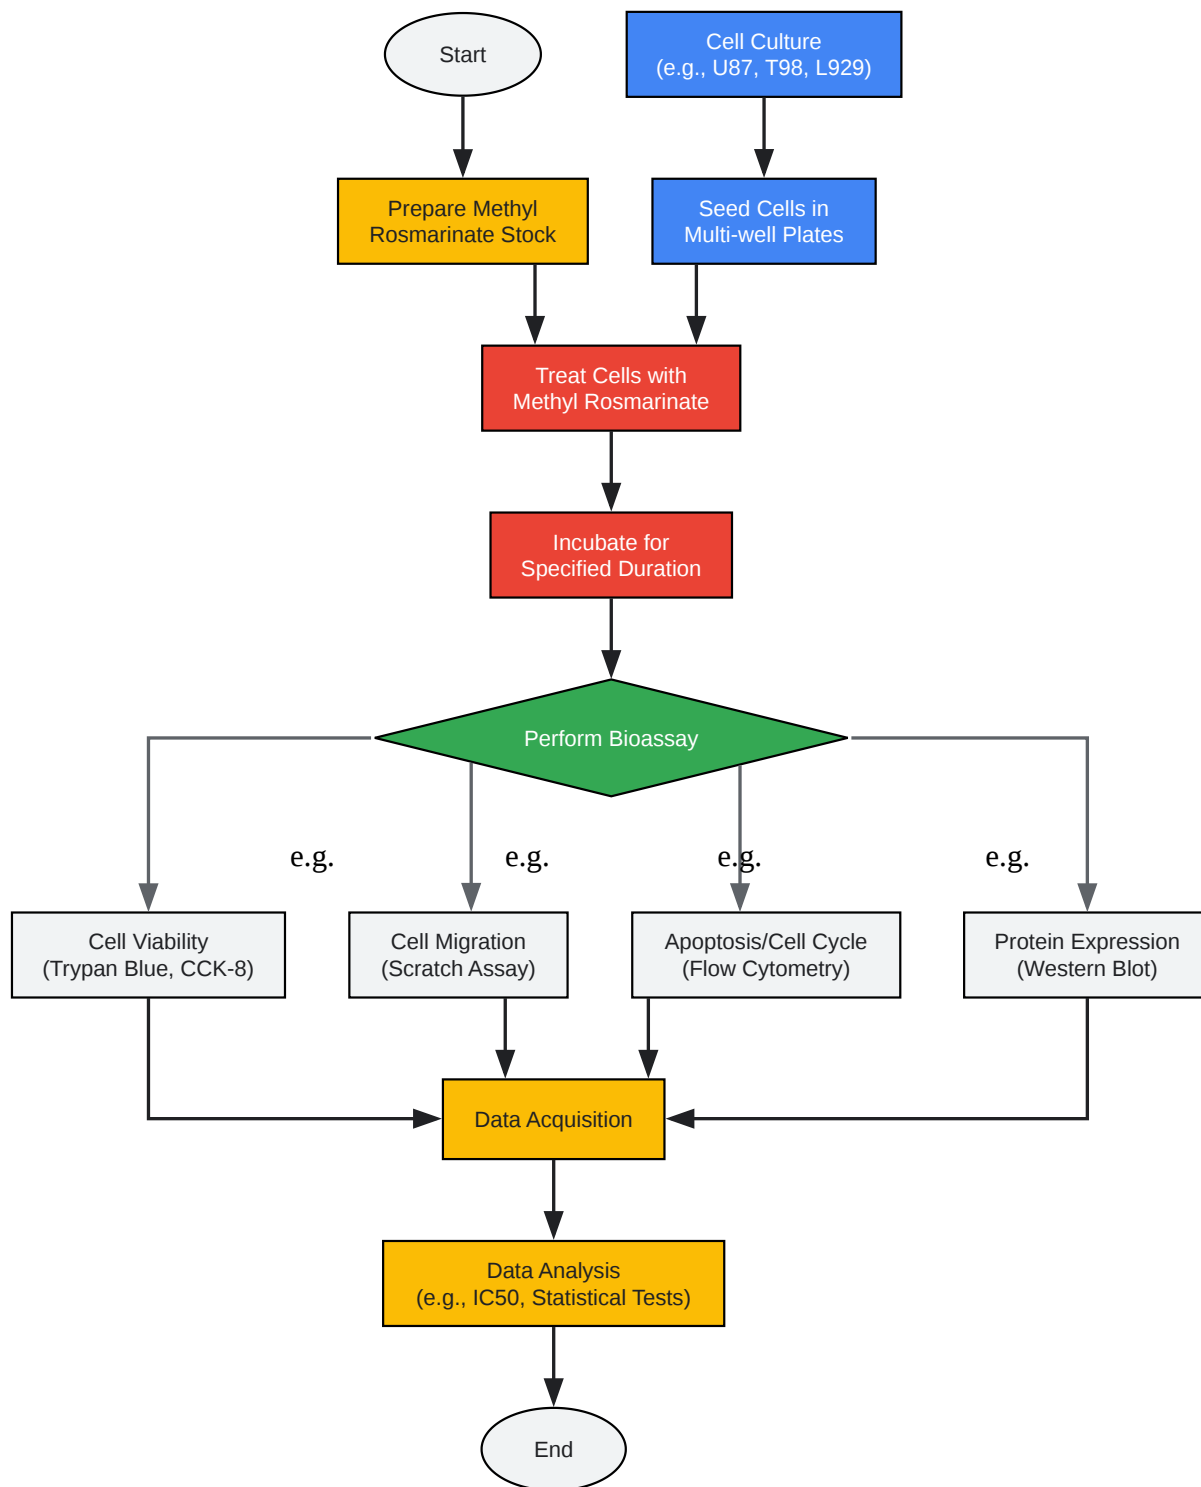 Start
Cell Culture
(e.g., U87, T98, L929)
Prepare Methyl
Rosmarinate Stock
Seed Cells in
Multi-well Plates
Treat Cells with
Methyl Rosmarinate
Incubate for
Specified Duration
Perform Bioassay
e.g.
e.g.
e.g.
e.g.
Cell Viability
(Trypan Blue, CCK-8)
Cell Migration
(Scratch Assay)
Apoptosis/Cell Cycle
(Flow Cytometry)
Protein Expression
(Western Blot)
Data Acquisition
Data Analysis
(e.g., IC50, Statistical Tests)
End